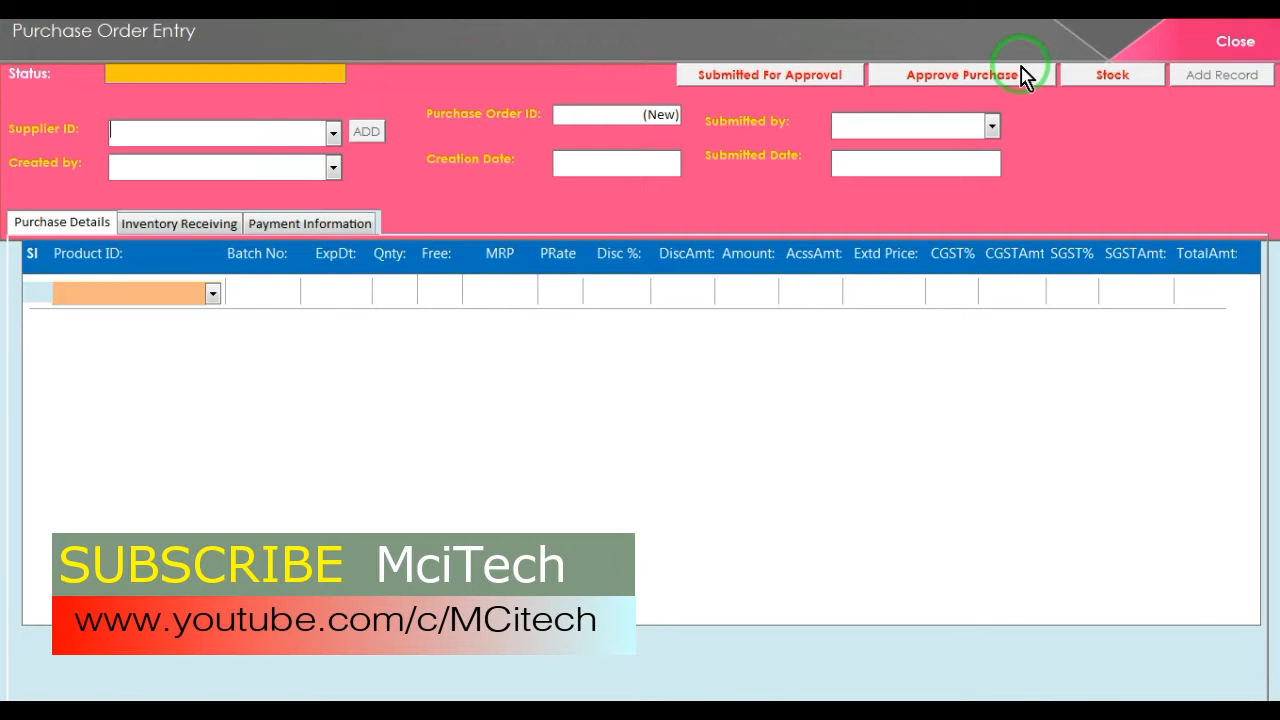 Purchase Order Entry
Close
Status:
Submitted For Approval
Approve Purchase
Stock
Add Record
Supplier ID:
ADD
Purchase Order ID:
(New)
Submitted by:
Created by:
Creation Date:
Submitted Date:
Purchase Details
Inventory Receiving
Payment Information
Sl Product ID: Batch No: ExpDt: Qnty: Free: MRP PRate Disc %: DiscAmt: Amount: AcssAmt: Extd Price: CGST% CGSTAmt SGST% SGSTAmt: TotalAmt:
SUBSCRIBE MciTech
www.youtube.com/c/MCitech